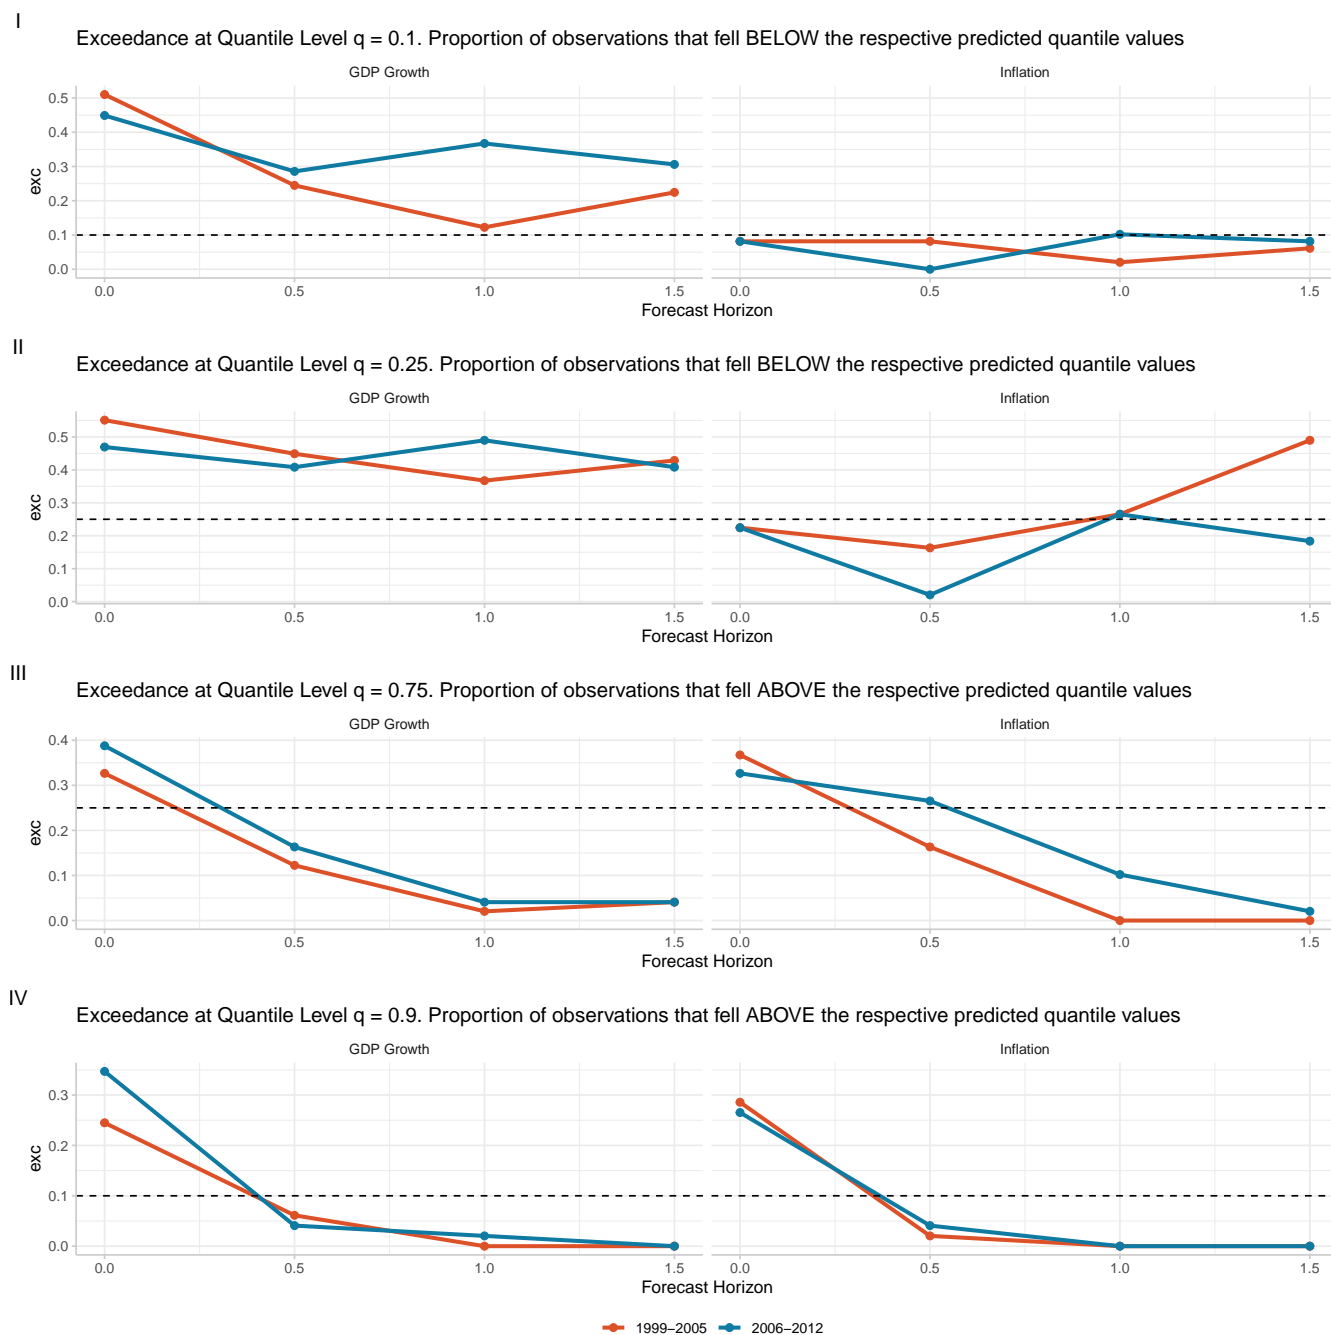 I
Exceedance at Quantile Level q = 0.1. Proportion of observations that fell BELOW the respective predicted quantile values
GDP Growth Inflation
0.5
0.4
0.3
0.2
0.1
0.0
exc
0.0 0.5 1.0 1.5 0.0 0.5 1.0 1.5
Forecast Horizon
II
Exceedance at Quantile Level q = 0.25. Proportion of observations that fell BELOW the respective predicted quantile values
GDP Growth Inflation
0.5
0.4
0.3
0.2
0.1
0.0
exc
0.0 0.5 1.0 1.5 0.0 0.5 1.0 1.5
Forecast Horizon
III
Exceedance at Quantile Level q = 0.75. Proportion of observations that fell ABOVE the respective predicted quantile values
GDP Growth Inflation
0.4
0.3
0.2
0.1
0.0
exc
0.0 0.5 1.0 1.5 0.0 0.5 1.0 1.5
Forecast Horizon
IV
Exceedance at Quantile Level q = 0.9. Proportion of observations that fell ABOVE the respective predicted quantile values
GDP Growth Inflation
0.3
0.2
0.1
0.0
exc
0.0 0.5 1.0 1.5 0.0 0.5 1.0 1.5
Forecast Horizon
1999–2005 2006–2012